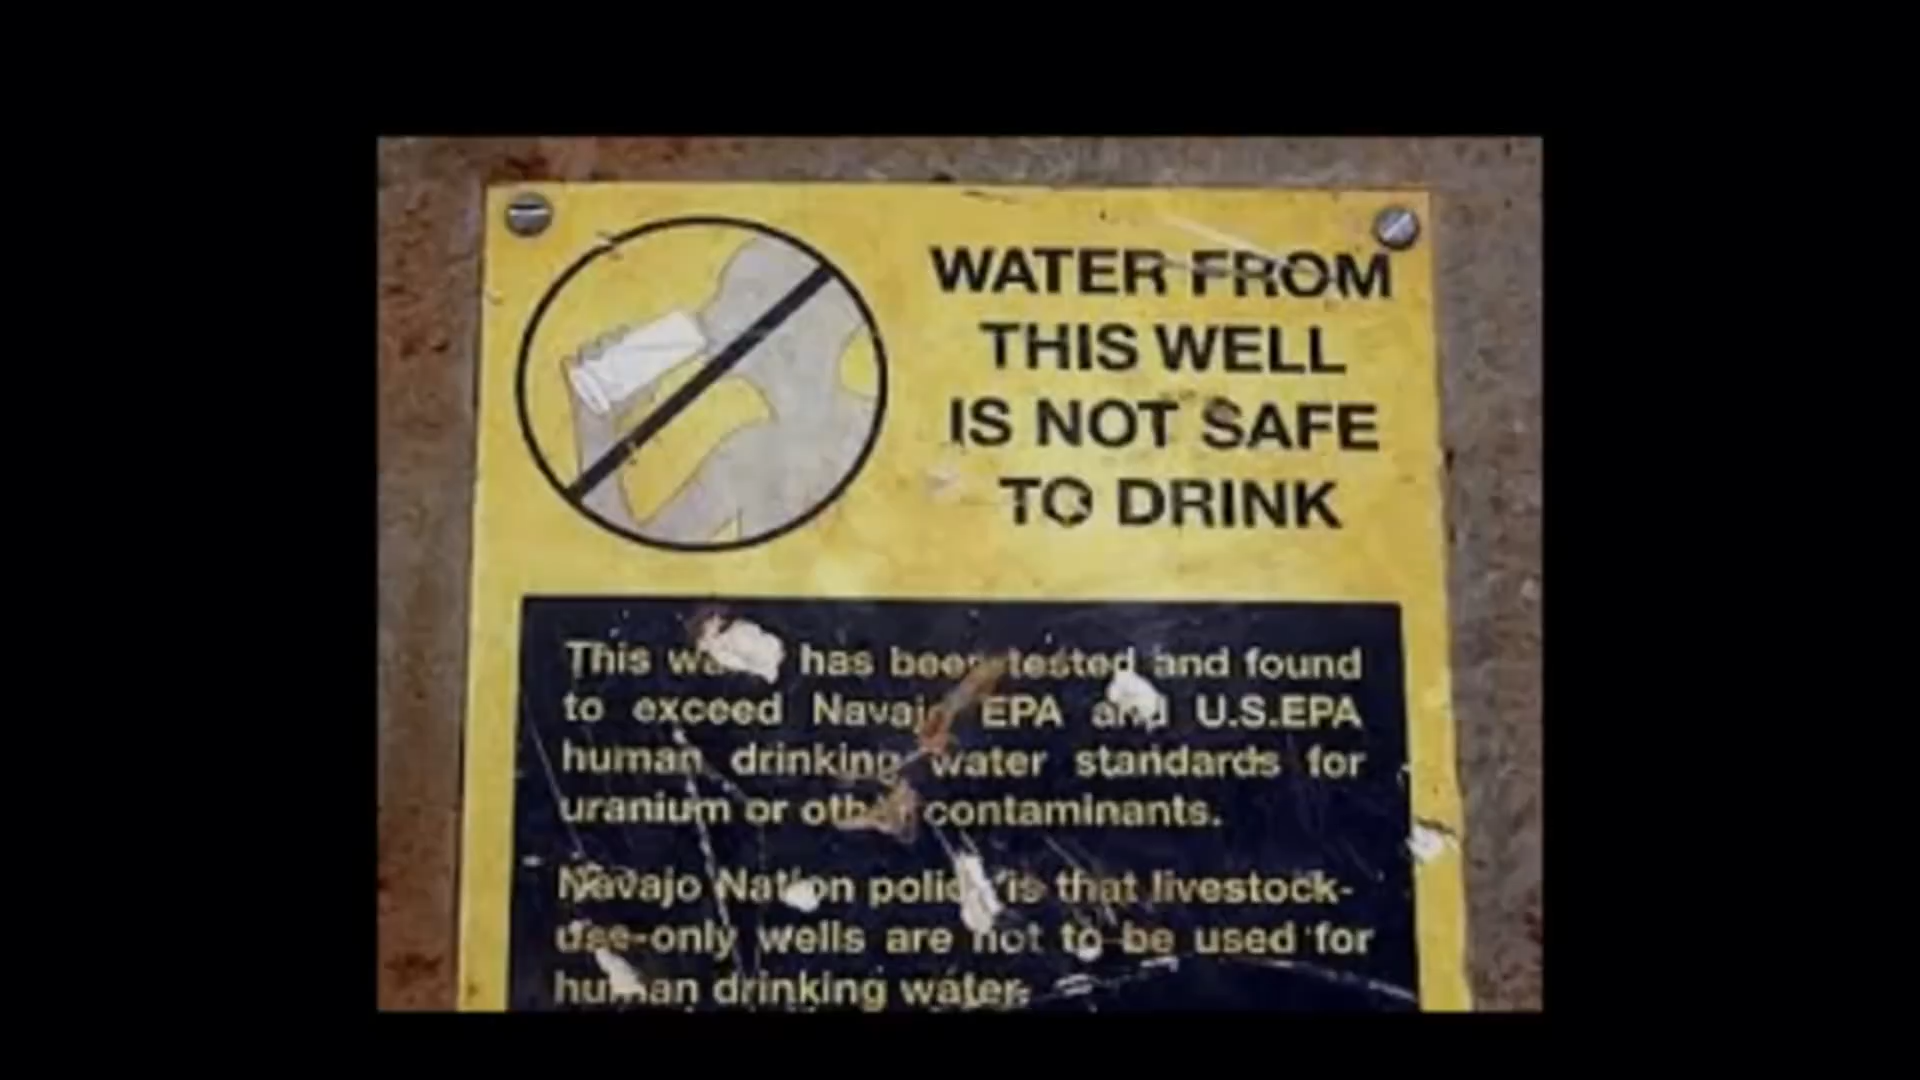 WATER FROM
THIS WELL
IS NOT SAFE
TO DRINK
This water has been tested and found
to exceed Navajo EPA and U.S.EPA
human drinking water standards for
uranium or other contaminants.
Navajo Nation policy is that livestock-
use-only wells are not to be used for
human drinking water.